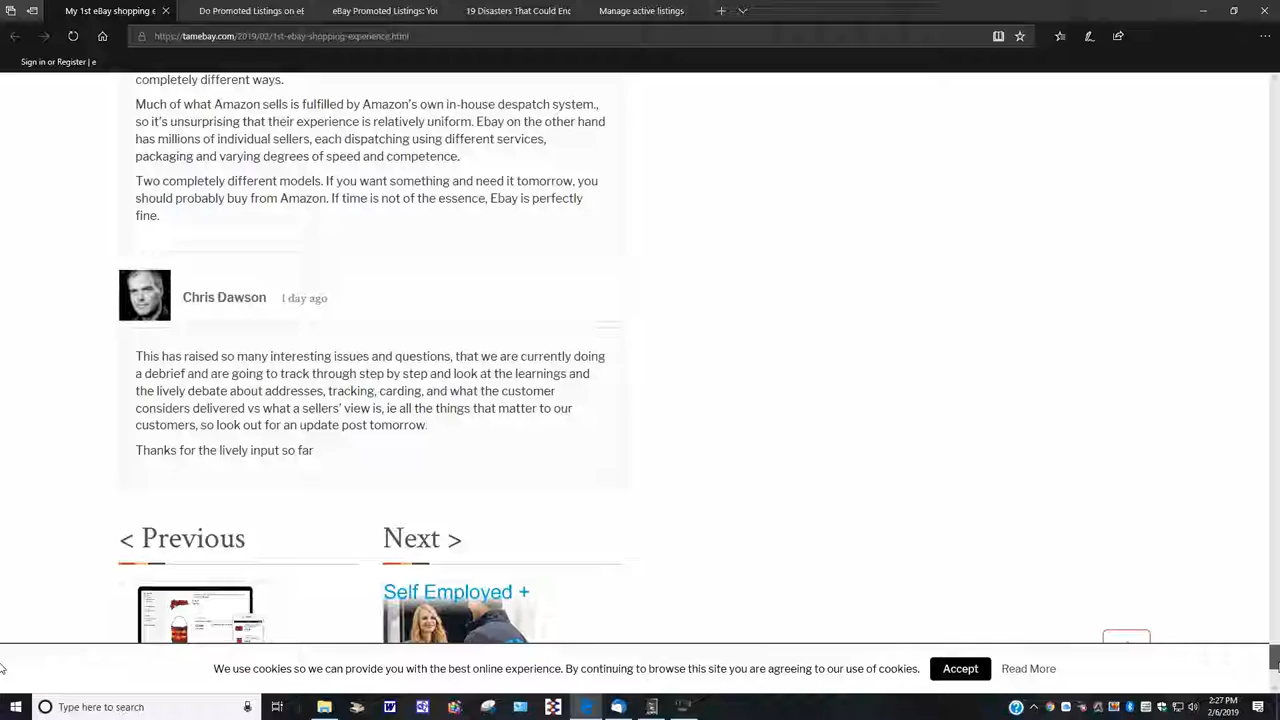 My 1st eBay shopping e
Do Promoted Listings on eB
eBay Promoted Listings: You
19 Disasters That Could End
Manage active listings
https://tamebay.com/2019/02/1st-ebay-shopping-experience.html
Sign in or Register | e
completely different ways.
Much of what Amazon sells is fulfilled by Amazon's own in-house despatch system.,
so it's unsurprising that their experience is relatively uniform. Ebay on the other hand
has millions of individual sellers, each dispatching using different services,
packaging and varying degrees of speed and competence.
Two completely different models. If you want something and need it tomorrow, you
should probably buy from Amazon. If time is not of the essence, Ebay is perfectly
fine.
Chris Dawson 1 day ago
This has raised so many interesting issues and questions, that we are currently doing
a debrief and are going to track through step by step and look at the learnings and
the lively debate about addresses, tracking, carding, and what the customer
considers delivered vs what a sellers' view is, ie all the things that matter to our
customers, so look out for an update post tomorrow.
Thanks for the lively input so far
< Previous
Next >
Self Employed +
We use cookies so we can provide you with the best online experience. By continuing to browse this site you are agreeing to our use of cookies. Accept Read More
Type here to search
2:27 PM
2/6/2019